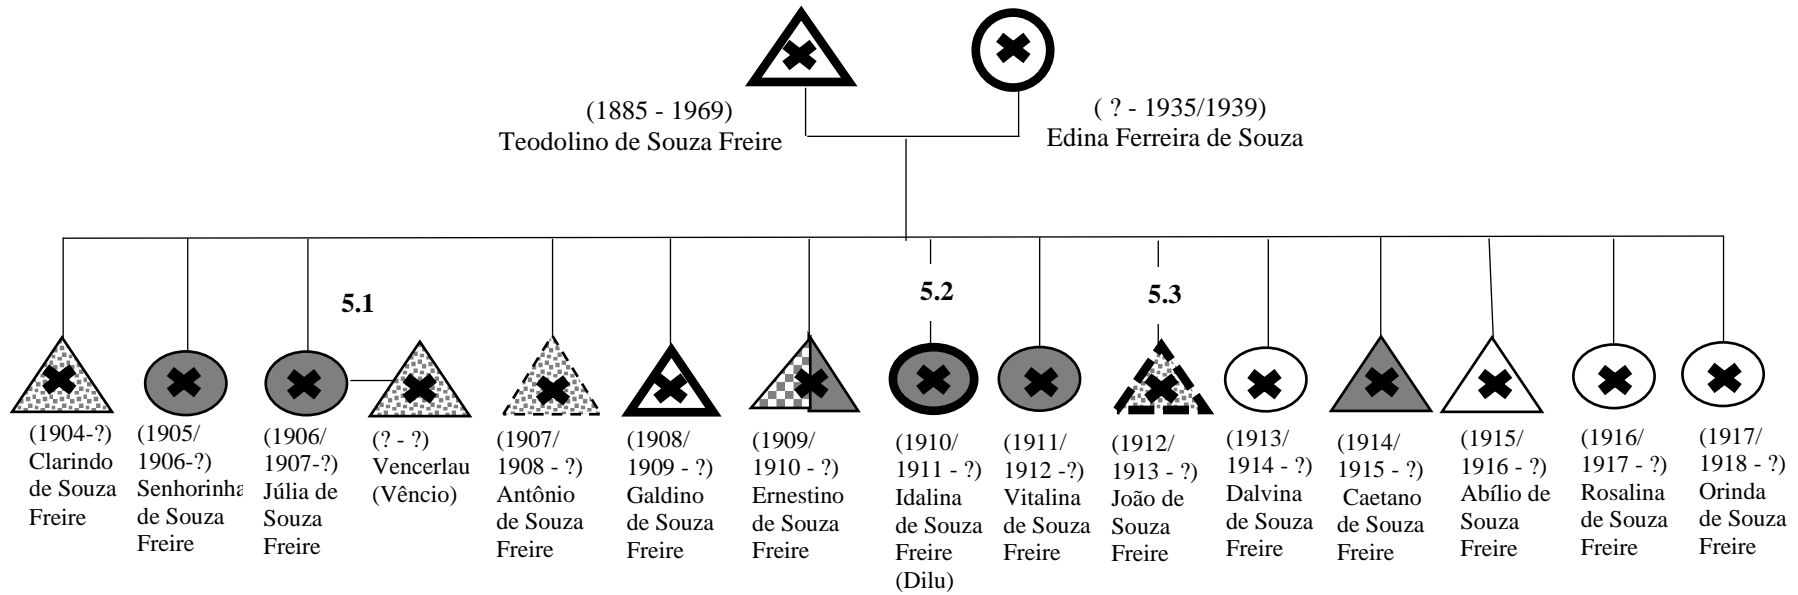 (1885 - 1969)
Teodolino de Souza Freire
( ? - 1935/1939)
Edina Ferreira de Souza
5.1
5.2
5.3
(1904-?)
Clarindo
de Souza
Freire
(1905/
1906-?)
Senhorinha
de Souza
Freire
(1906/
1907-?)
Júlia de
Souza
Freire
(? - ?)
Vencerlau
(Vêncio)
(1907/
1908 - ?)
Antônio
de Souza
Freire
(1908/
1909 - ?)
Galdino
de Souza
Freire
(1909/
1910 - ?)
Ernestino
de Souza
Freire
(1910/
1911 - ?)
Idalina
de Souza
Freire
(Dilu)
(1911/
1912 -?)
Vitalina
de Souza
Freire
(1912/
1913 - ?)
João de
Souza
Freire
(1913/
1914 - ?)
Dalvina
de Souza
Freire
(1914/
1915 - ?)
Caetano
de Souza
Freire
(1915/
1916 - ?)
Abílio de
Souza
Freire
(1916/
1917 - ?)
Rosalina
de Souza
Freire
(1917/
1918 - ?)
Orinda
de Souza
Freire